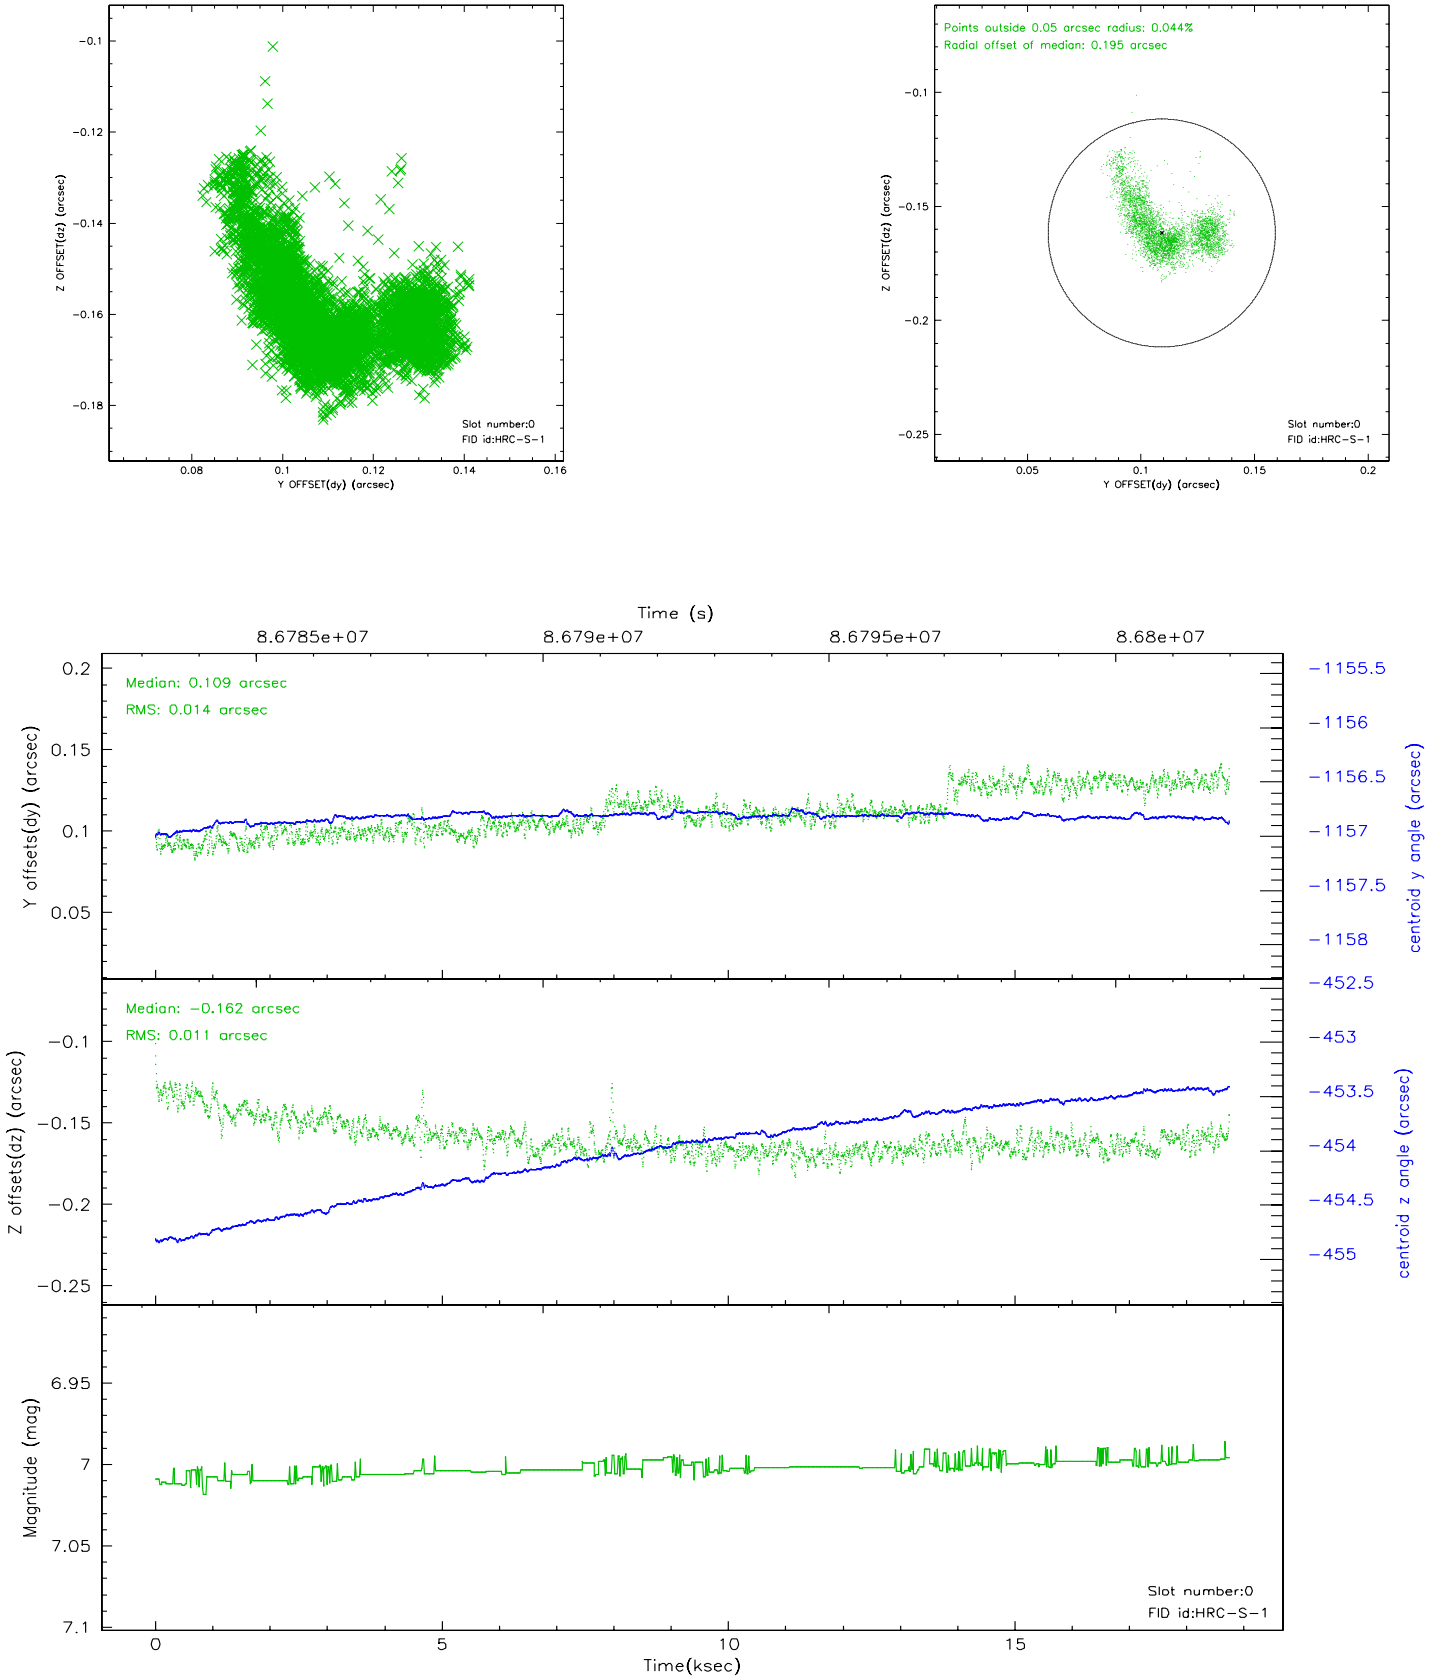 −0.1
−0.12
−0.14
−0.16
−0.18
Z OFFSET(dz) (arcsec)
Slot number:0
FID id:HRC−S−1
0.08 0.1 0.12 0.14 0.16
Y OFFSET(dy) (arcsec)
Points outside 0.05 arcsec radius: 0.044%
Radial offset of median: 0.195 arcsec
−0.1
−0.15
−0.2
−0.25
Z OFFSET(dz) (arcsec)
Slot number:0
FID id:HRC−S−1
0.05 0.1 0.15 0.2
Y OFFSET(dy) (arcsec)
Time (s)
8.6785e+07 8.679e+07 8.6795e+07 8.68e+07
Median: 0.109 arcsec
RMS: 0.014 arcsec
0.2
0.15
0.1
0.05
Y offsets(dy) (arcsec)
−1155.5
−1156
−1156.5
−1157
−1157.5
−1158
centroid y angle (arcsec)
Median: −0.162 arcsec
RMS: 0.011 arcsec
−0.1
−0.15
−0.2
−0.25
Z offsets(dz) (arcsec)
−452.5
−453
−453.5
−454
−454.5
−455
centroid z angle (arcsec)
6.95
7
7.05
7.1
Magnitude (mag)
Slot number:0
FID id:HRC−S−1
0 5 10 15
Time(ksec)